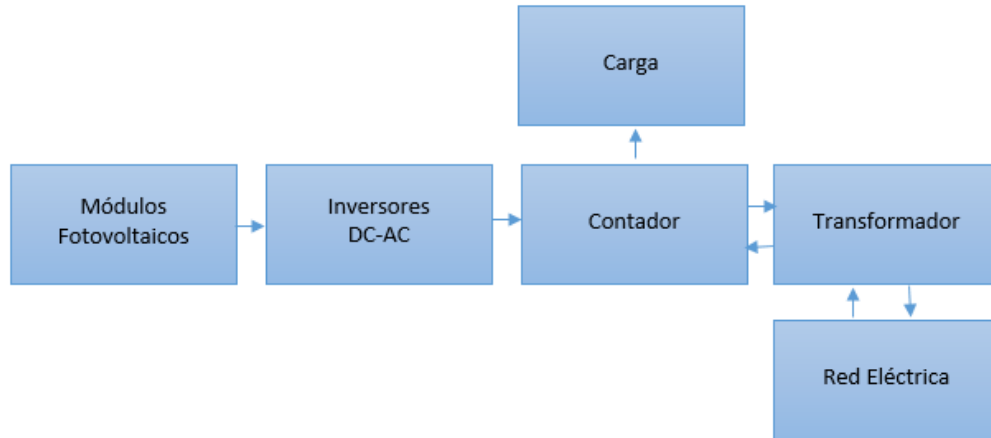 Carga
Módulos
Fotovoltaicos
Inversores
DC-AC
Contador
Transformador
Red Eléctrica